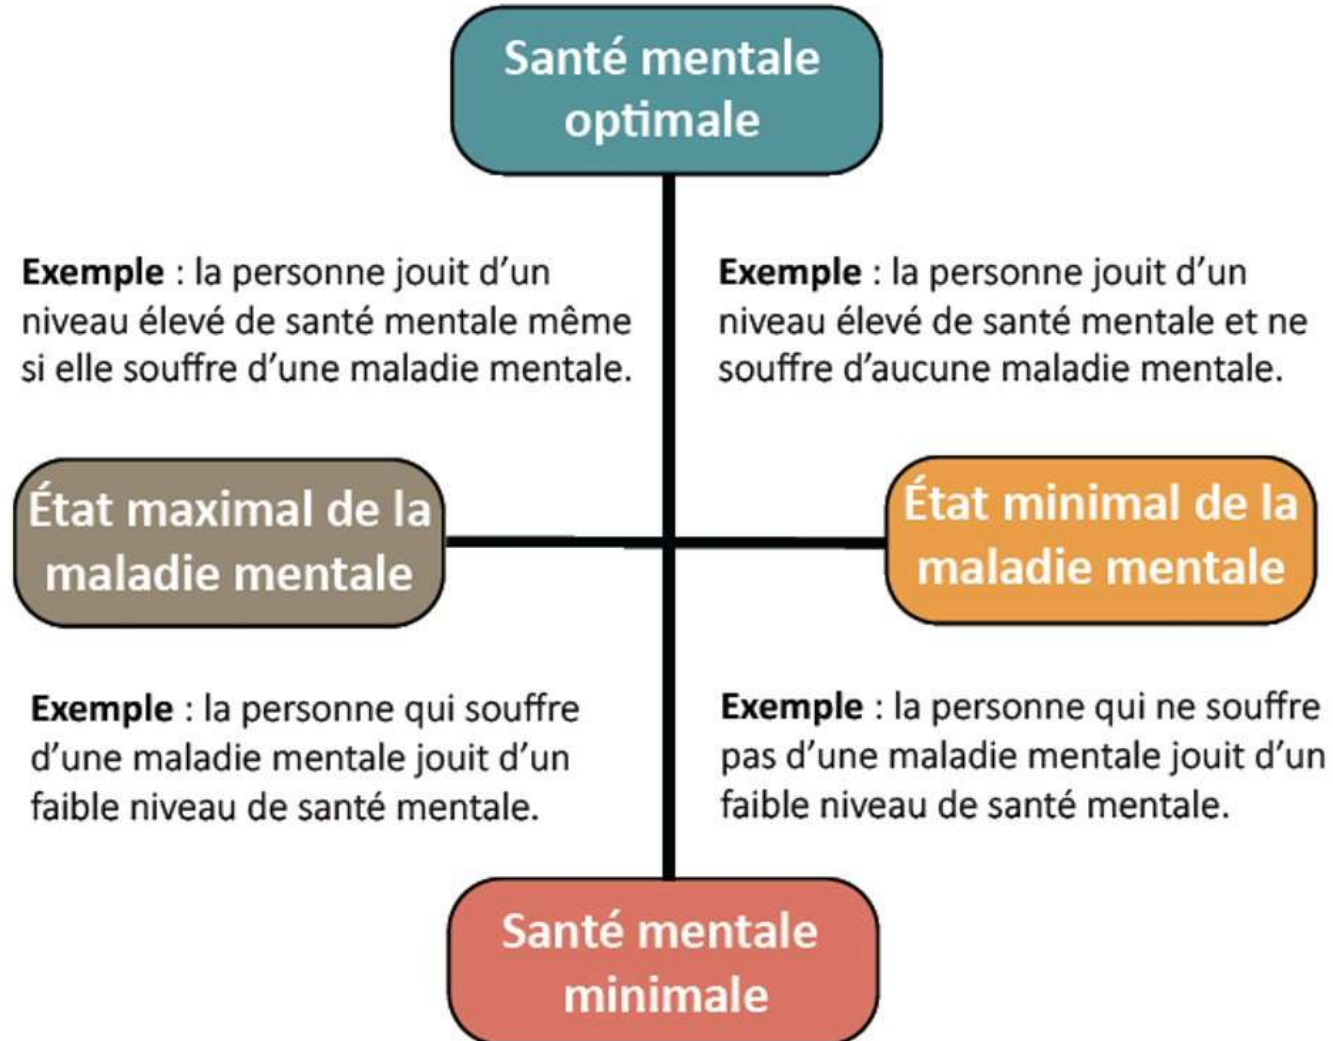 Santé mentale
optimale
Exemple : la personne jouit d’un
niveau élevé de santé mentale même
si elle souffre d’une maladie mentale.
Exemple : la personne jouit d’un
niveau élevé de santé mentale et ne
souffre d’aucune maladie mentale.
État maximal de la
maladie mentale
État minimal de la
maladie mentale
Exemple : la personne qui souffre
d’une maladie mentale jouit d’un
faible niveau de santé mentale.
Exemple : la personne qui ne souffre
pas d’une maladie mentale jouit d’un
faible niveau de santé mentale.
Santé mentale
minimale